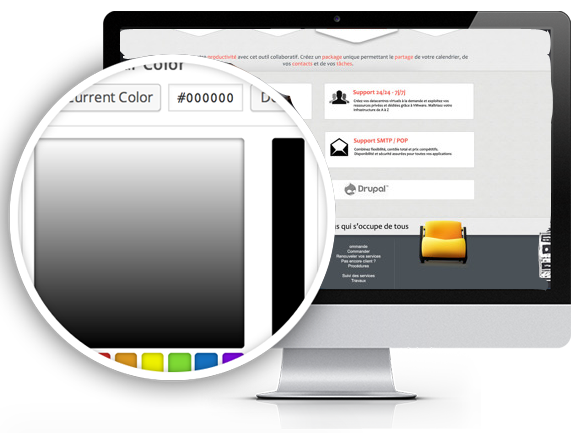 productivité avec cet outil collaboratif. Créez un package unique permettant le partage de votre calendrier, de
vos contacts et de vos tâches.
Color
urrent Color
#000000
Support 24/24 - 7j/7j
Créez vos datacentres virtuels à la demande et exploitez vos
ressources privées et dédiées grâce à VMware. Maîtrisez votre
infrastructure de A à Z
Support SMTP / POP
Combinez flexibilité, contrôle total et prix compétitifs.
Disponibilité et sécurité assurées pour toutes vos applications.
Drupal™
qui s'occupe de tous
ommande
Commander
Renouveler vos services
Pas encore client ?
Procédures
Suivi des services
Travaux